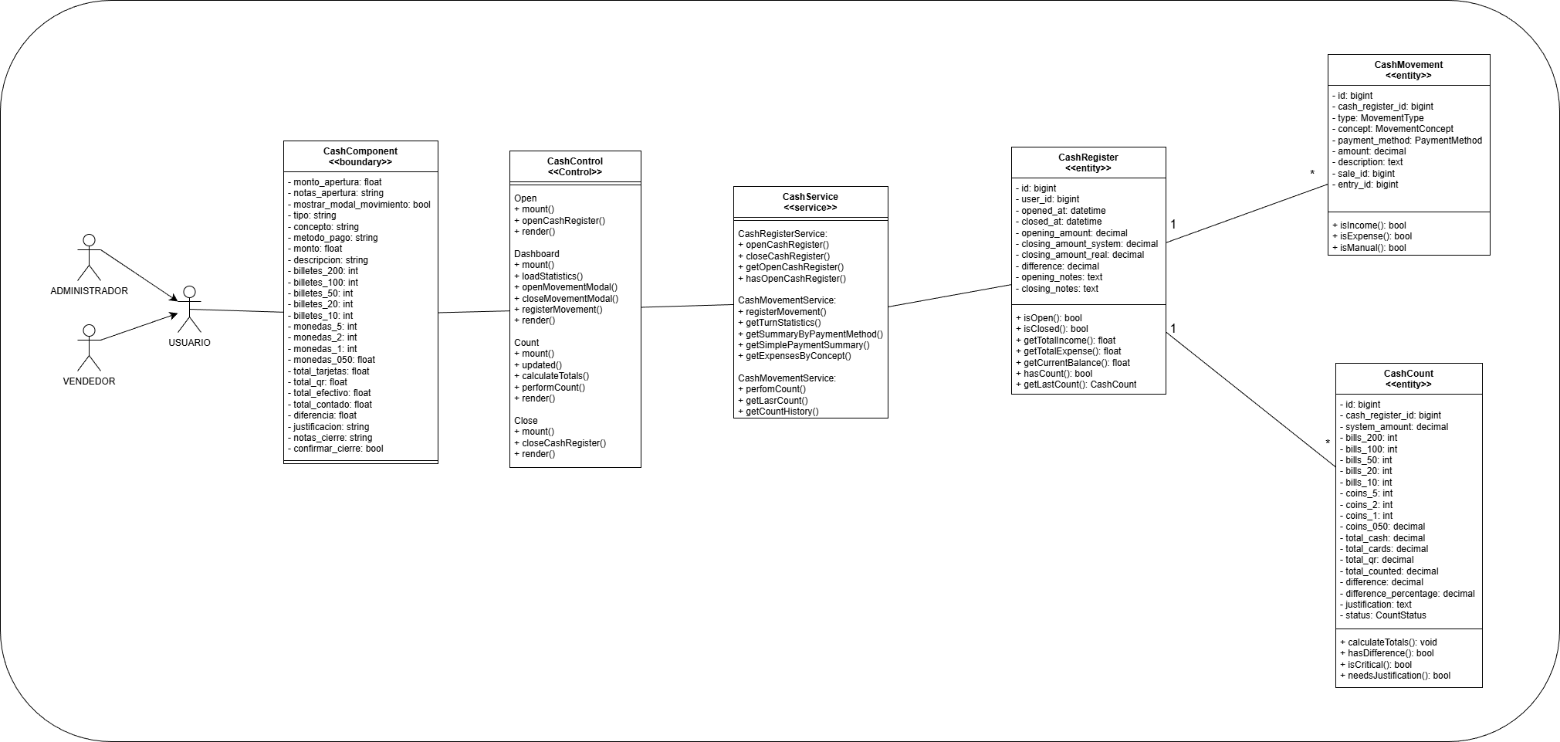 ADMINISTRADOR
VENDEDOR
USUARIO
CashComponent
<<boundary>>
- monto_apertura: float
- notas_apertura: string
- mostrar_modal_movimiento: bool
- tipo: string
- concepto: string
- metodo_pago: string
- monto: float
- descripcion: string
- billetes_200: int
- billetes_100: int
- billetes_50: int
- billetes_20: int
- billetes_10: int
- monedas_5: int
- monedas_2: int
- monedas_1: int
- monedas_050: float
- total_tarjetas: float
- total_qr: float
- total_efectivo: float
- total_contado: float
- diferencia: float
- justificacion: string
- notas_cierre: string
- confirmar_cierre: bool
CashControl
<<Control>>
Open
+ mount()
+ openCashRegister()
+ render()
Dashboard
+ mount()
+ loadStatistics()
+ openMovementModal()
+ closeMovementModal()
+ registerMovement()
+ render()
Count
+ mount()
+ updated()
+ calculateTotals()
+ performCount()
+ render()
Close
+ mount()
+ closeCashRegister()
+ render()
CashService
<<service>>
CashRegisterService:
+ openCashRegister()
+ closeCashRegister()
+ getOpenCashRegister()
+ hasOpenCashRegister()
CashMovementService:
+ registerMovement()
+ getTurnStatistics()
+ getSummaryByPaymentMethod()
+ getSimplePaymentSummary()
+ getExpensesByConcept()
CashMovementService:
+ perfomCount()
+ getLasrCount()
+ getCountHistory()
CashRegister
<<entity>>
- id: bigint
- user_id: bigint
- opened_at: datetime
- closed_at: datetime
- opening_amount: decimal
- closing_amount_system: decimal
- closing_amount_real: decimal
- difference: decimal
- opening_notes: text
- closing_notes: text
+ isOpen(): bool
+ isClosed(): bool
+ getTotalIncome(): float
+ getTotalExpense(): float
+ getCurrentBalance(): float
+ hasCount(): bool
+ getLastCount(): CashCount
1
*
1
*
CashMovement
<<entity>>
- id: bigint
- cash_register_id: bigint
- type: MovementType
- concept: MovementConcept
- payment_method: PaymentMethod
- amount: decimal
- description: text
- sale_id: bigint
- entry_id: bigint
+ isIncome(): bool
+ isExpense(): bool
+ isManual(): bool
CashCount
<<entity>>
- id: bigint
- cash_register_id: bigint
- system_amount: decimal
- bills_200: int
- bills_100: int
- bills_50: int
- bills_20: int
- bills_10: int
- coins_5: int
- coins_2: int
- coins_1: int
- coins_050: decimal
- total_cash: decimal
- total_cards: decimal
- total_qr: decimal
- total_counted: decimal
- difference: decimal
- difference_percentage: decimal
- justification: text
- status: CountStatus
+ calculateTotals(): void
+ hasDifference(): bool
+ isCritical(): bool
+ needsJustification(): bool